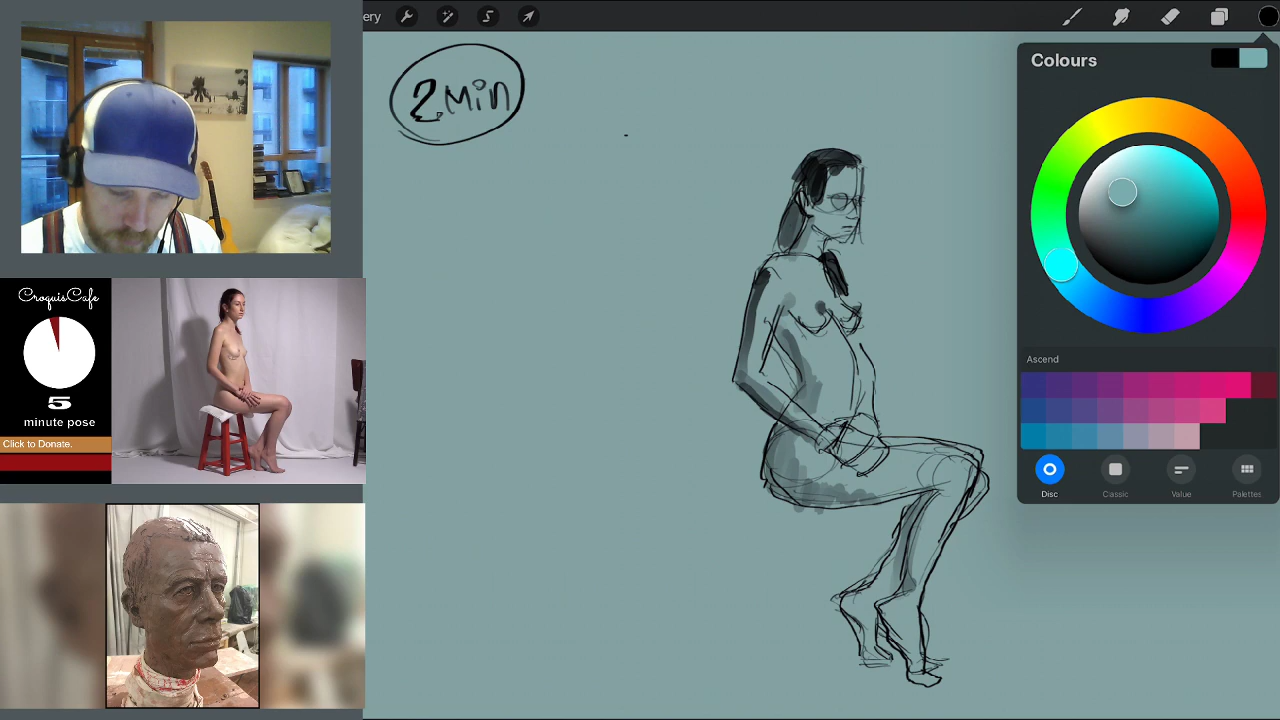 ery
2 Min
Colours
CroquisCafe
5
minute pose
Click to Donate.
Ascend
Disc
Classic
Value
Palettes